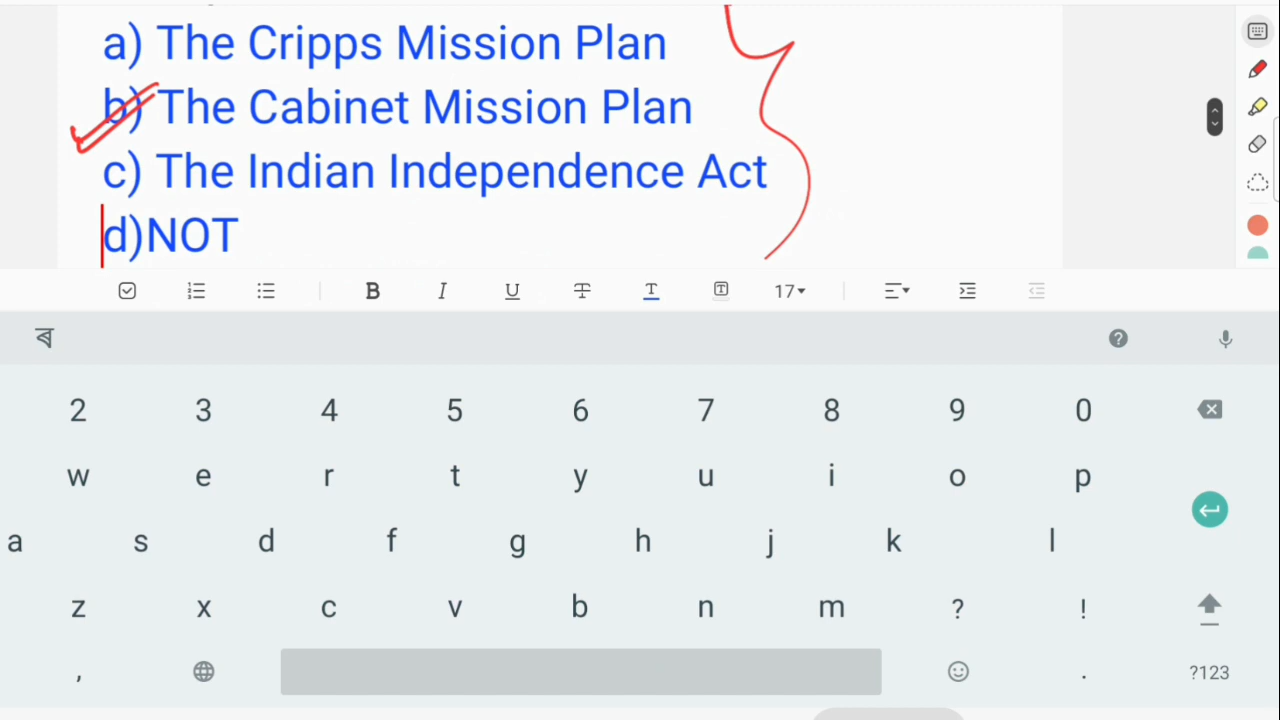 a) The Cripps Mission Plan
b) The Cabinet Mission Plan
c) The Indian Independence Act
d)NOT
B I U T T T 17
ব
2 3 4 5 6 7 8 9 0
w e r t y u i o p
a s d f g h j k l
z x c v b n m ? !
, . ?123